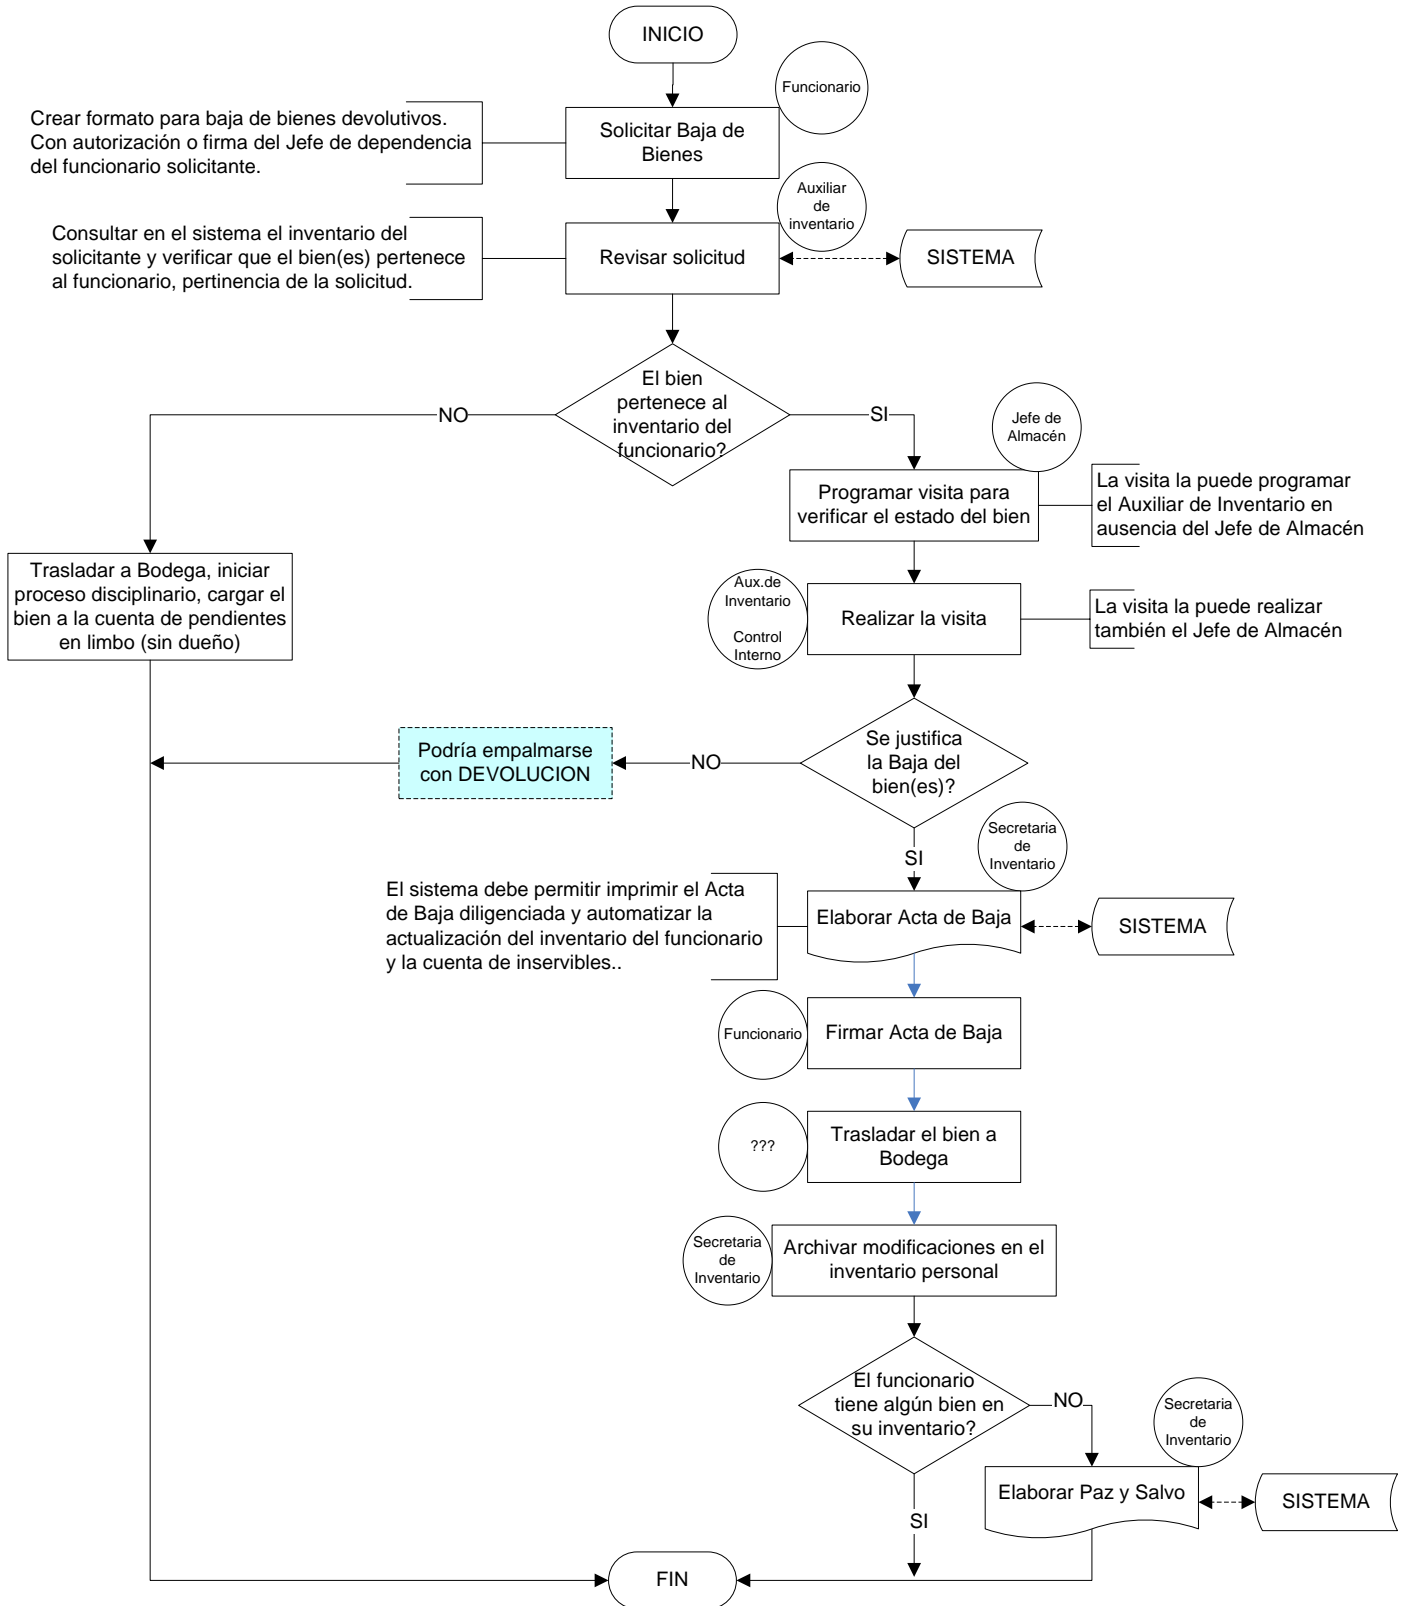 INICIO
Funcionario
Crear formato para baja de bienes devolutivos.
Con autorización o firma del Jefe de dependencia
del funcionario solicitante.
Solicitar Baja de
Bienes
Auxiliar
de
inventario
Consultar en el sistema el inventario del
solicitante y verificar que el bien(es) pertenece
al funcionario, pertinencia de la solicitud.
Revisar solicitud
SISTEMA
El bien
pertenece al
inventario del
funcionario?
NO
SI
Jefe de
Almacén
Programar visita para
verificar el estado del bien
La visita la puede programar
el Auxiliar de Inventario en
ausencia del Jefe de Almacén
Trasladar a Bodega, iniciar
proceso disciplinario, cargar el
bien a la cuenta de pendientes
en limbo (sin dueño)
Aux.de
Inventario
Control
Interno
Realizar la visita
La visita la puede realizar
también el Jefe de Almacén
Se justifica
la Baja del
bien(es)?
NO
Podría empalmarse
con DEVOLUCION
SI
Secretaria
de
Inventario
El sistema debe permitir imprimir el Acta
de Baja diligenciada y automatizar la
actualización del inventario del funcionario
y la cuenta de inservibles..
Elaborar Acta de Baja
SISTEMA
Funcionario
Firmar Acta de Baja
???
Trasladar el bien a
Bodega
Secretaria
de
Inventario
Archivar modificaciones en el
inventario personal
El funcionario
tiene algún bien en
su inventario?
NO
Secretaria
de
Inventario
Elaborar Paz y Salvo
SISTEMA
SI
FIN